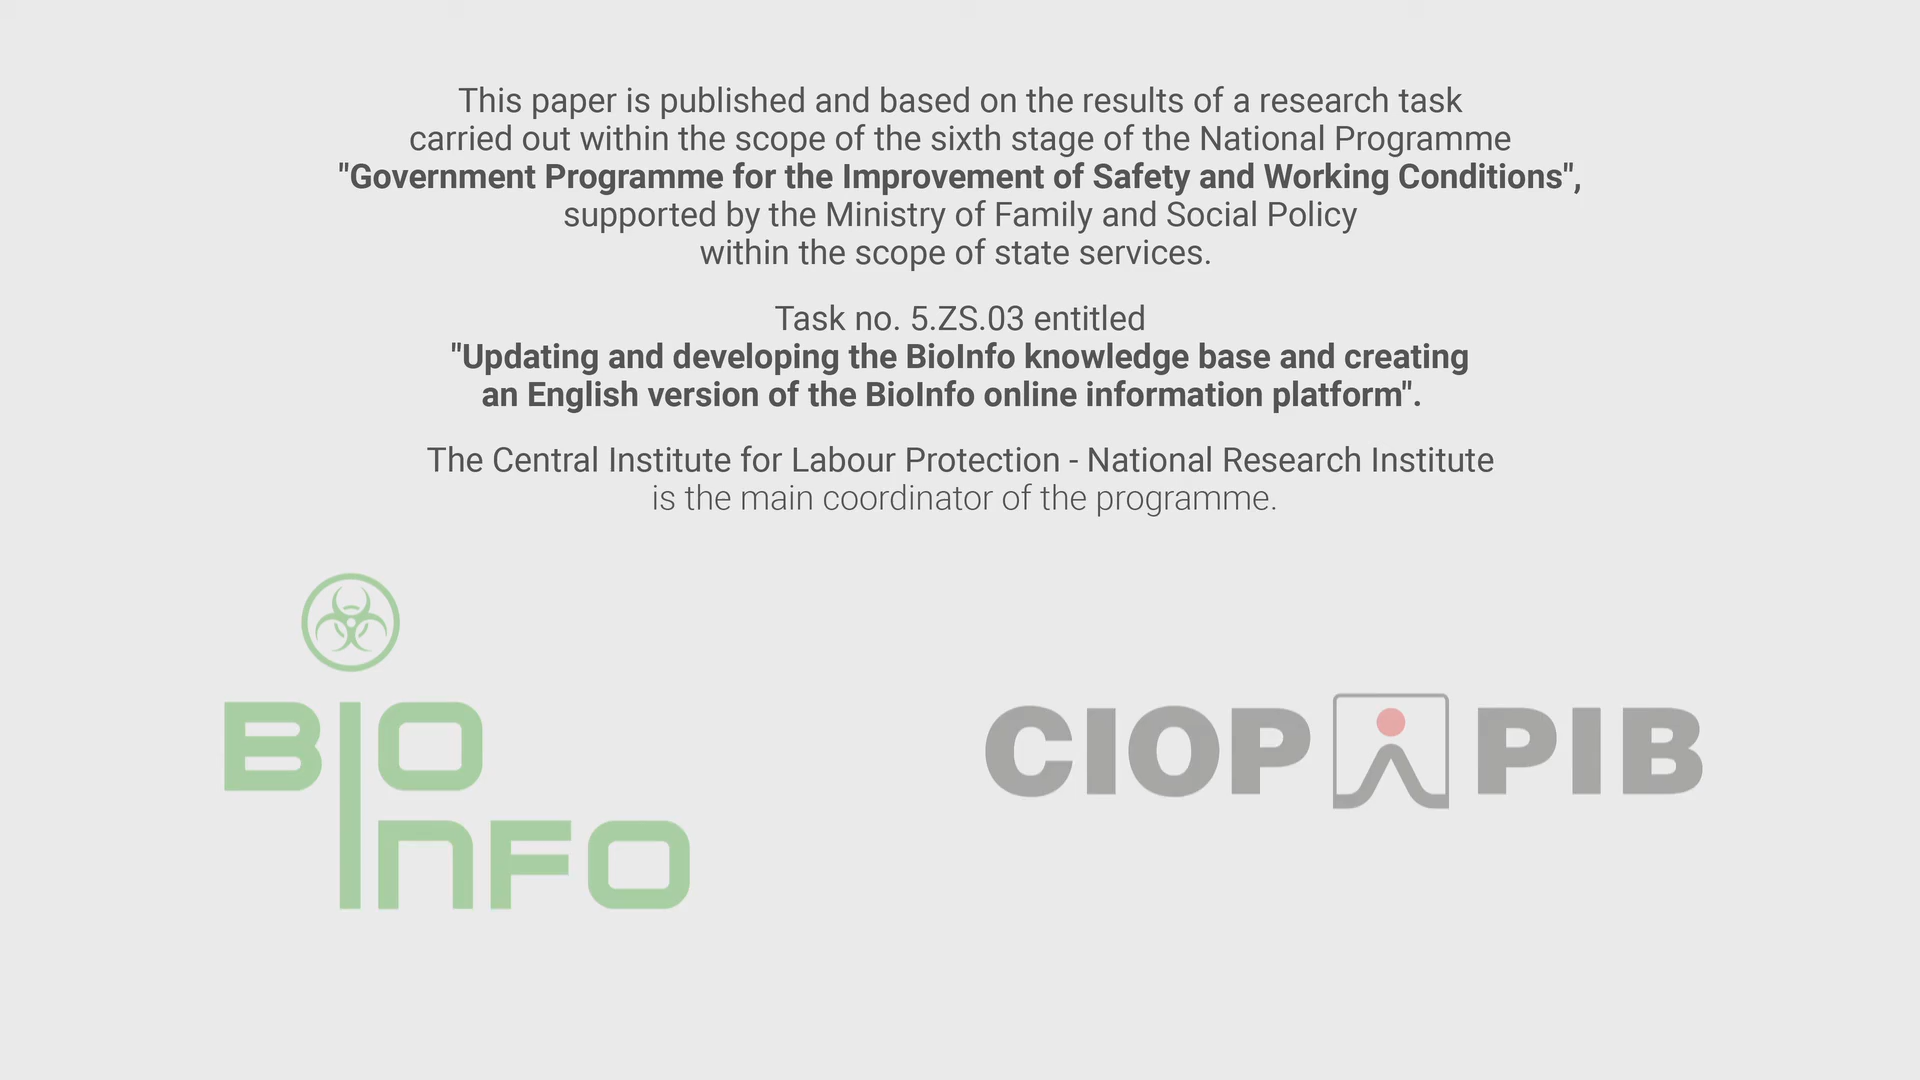 This paper is published and based on the results of a research task
carried out within the scope of the sixth stage of the National Programme
"Government Programme for the Improvement of Safety and Working Conditions",
supported by the Ministry of Family and Social Policy
within the scope of state services.
Task no. 5.ZS.03 entitled
"Updating and developing the BioInfo knowledge base and creating
an English version of the BioInfo online information platform".
The Central Institute for Labour Protection - National Research Institute
is the main coordinator of the programme.
BIO
INFO
CIOP PIB